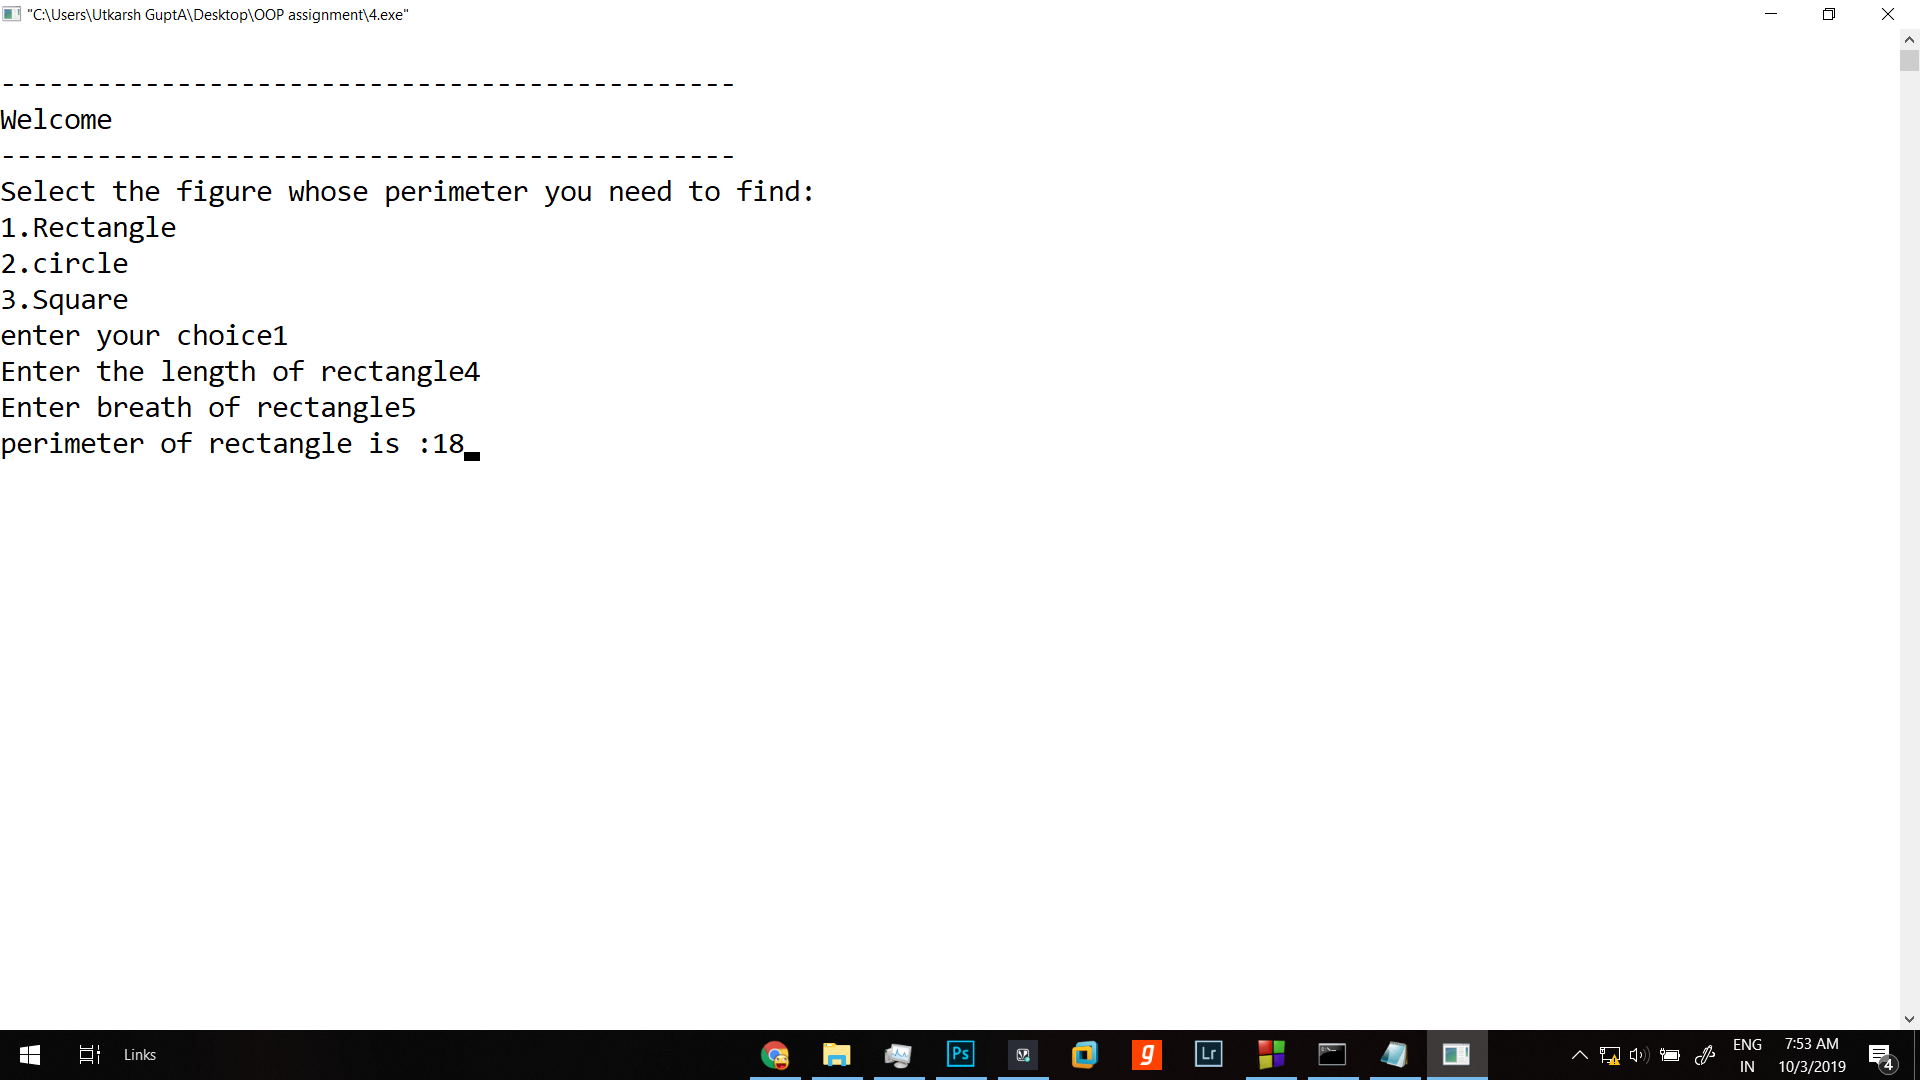 "C:\Users\Utkarsh GuptA\Desktop\OOP assignment\4.exe"
----------------------------------------------
Welcome
----------------------------------------------
Select the figure whose perimeter you need to find:
1.Rectangle
2.circle
3.Square
enter your choice1
Enter the length of rectangle4
Enter breath of rectangle5
perimeter of rectangle is :18
Links
Ps
g
Lr
ENG
IN
7:53 AM
10/3/2019
4